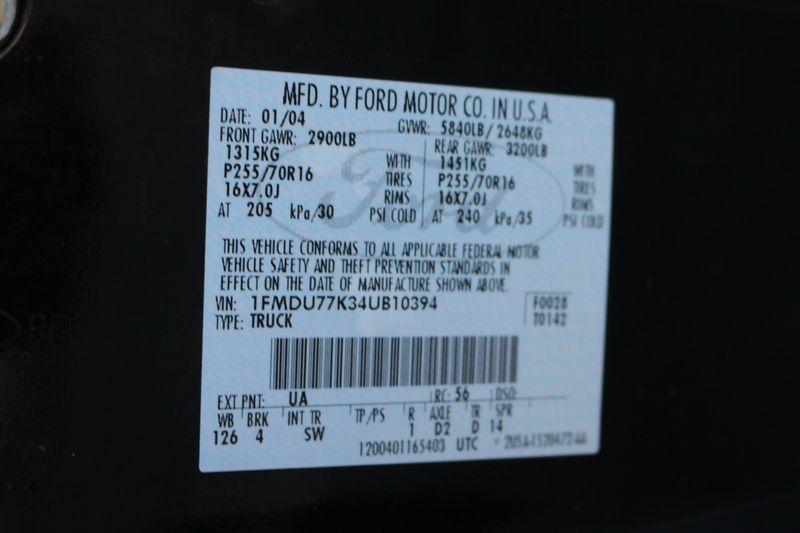 MFD. BY FORD MOTOR CO. IN U.S.A.
DATE: 01/04 GVWR: 5840LB/ 2648KG
FRONT GAWR: 2900LB REAR GAWR: 3200LB
1315KG WITH 1451KG WITH
P255/70R16 TIRES P255/70R16 TIRES
16X7.0J RIMS 16X7.0J RIMS
AT 205 kPa/30 PSI COLD AT 240 kPa/35 PSI COLD
Ford
THIS VEHICLE CONFORMS TO ALL APPLICABLE FEDERAL MOTOR
VEHICLE SAFETY AND THEFT PREVENTION STANDARDS IN
EFFECT ON THE DATE OF MANUFACTURE SHOWN ABOVE.
VIN: 1FMDU77K34UB10394 F0028
TYPE: TRUCK T0142
EXT PNT: UA RC: 56 DSO:
WB BRK INT TR TP/PS R AXLE TR SPR
126 4 SW 1 D2 D 14
1200401165403 UTC